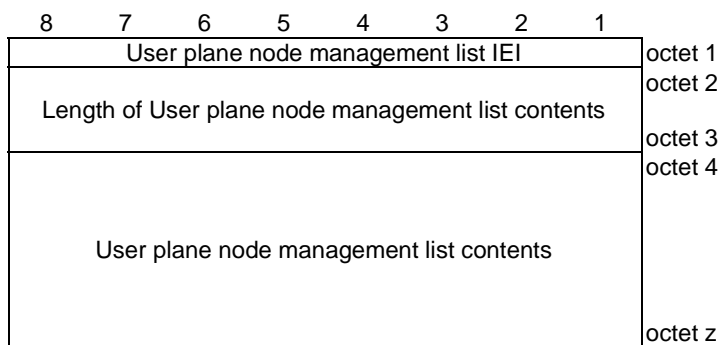 8 7 6 5 4 3 2 1
User plane node management list IEI octet 1
octet 2
Length of User plane node management list contents
octet 3
octet 4
User plane node management list contents
octet z